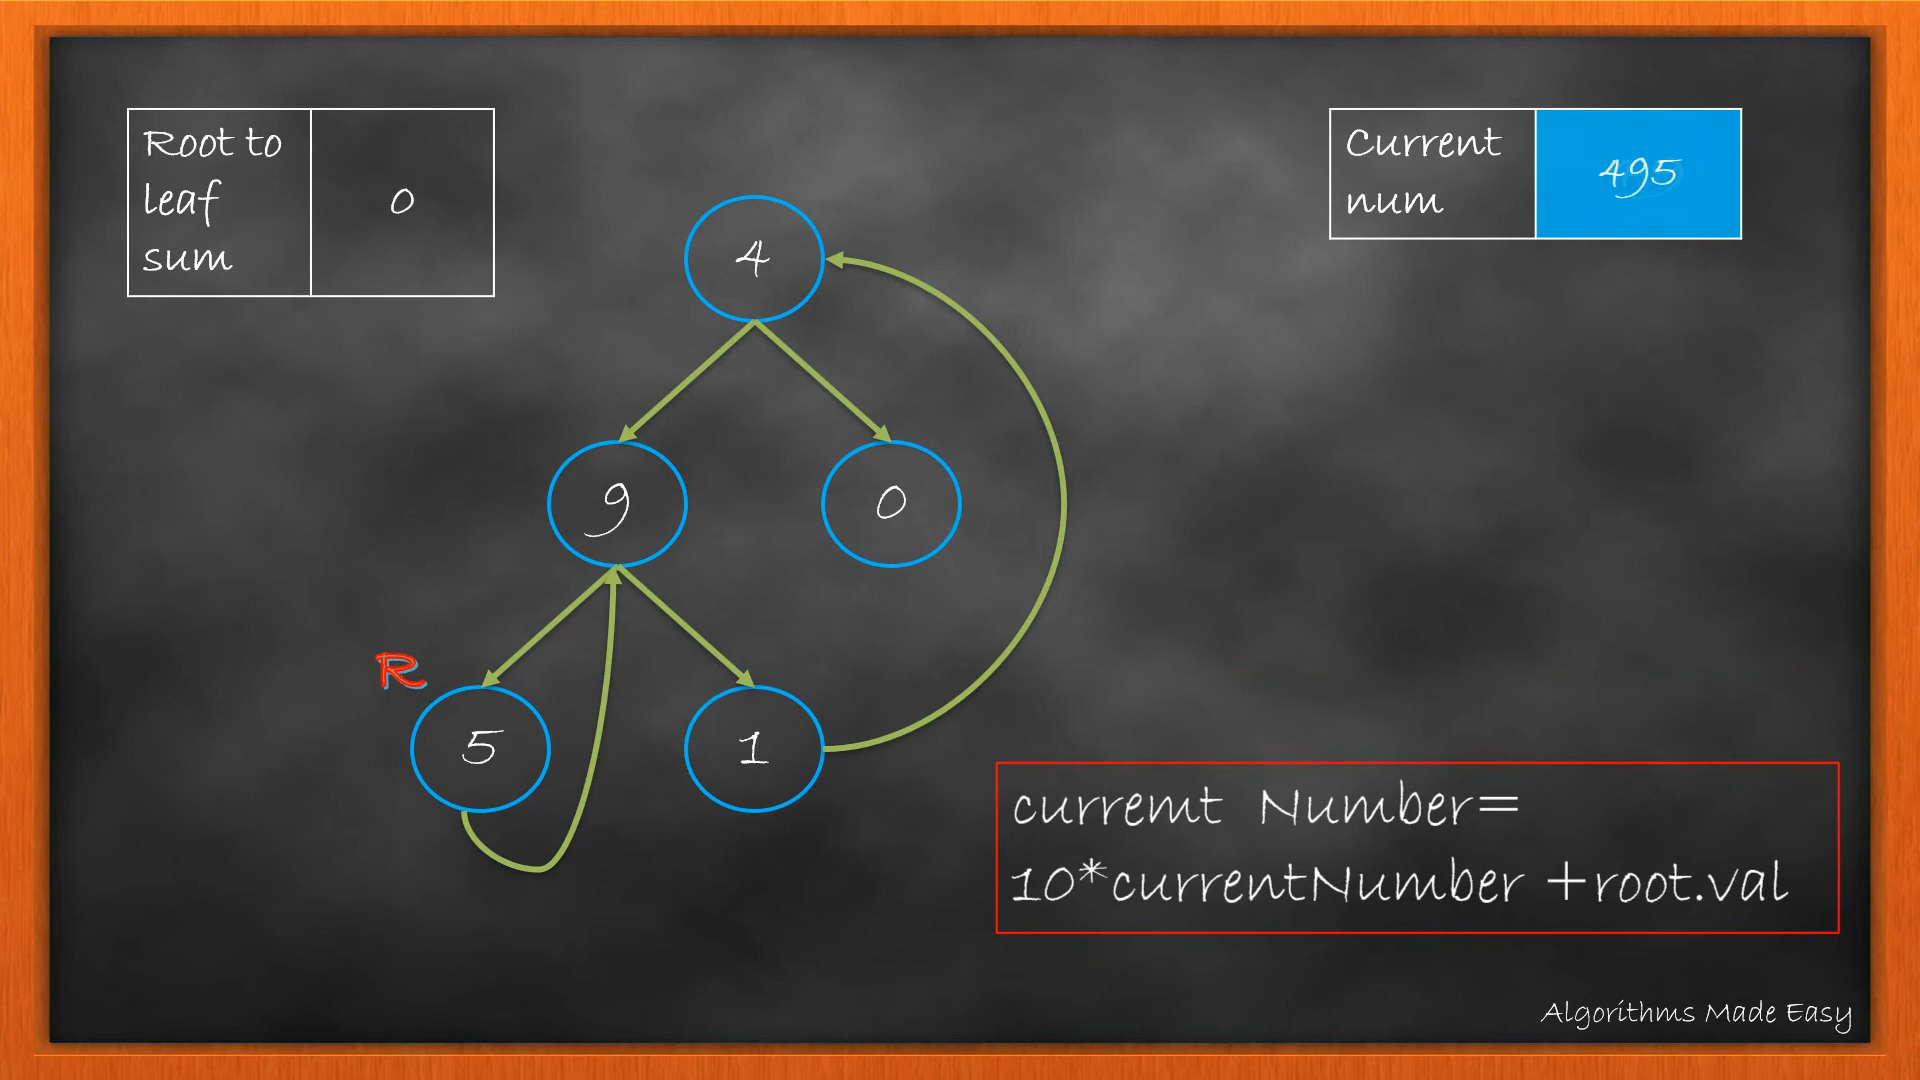 Root to
leaf
sum
0
Current
num
495
4
9
0
R
5
1
curremt Number=
10*currentNumber +root.val
Algorithms Made Easy